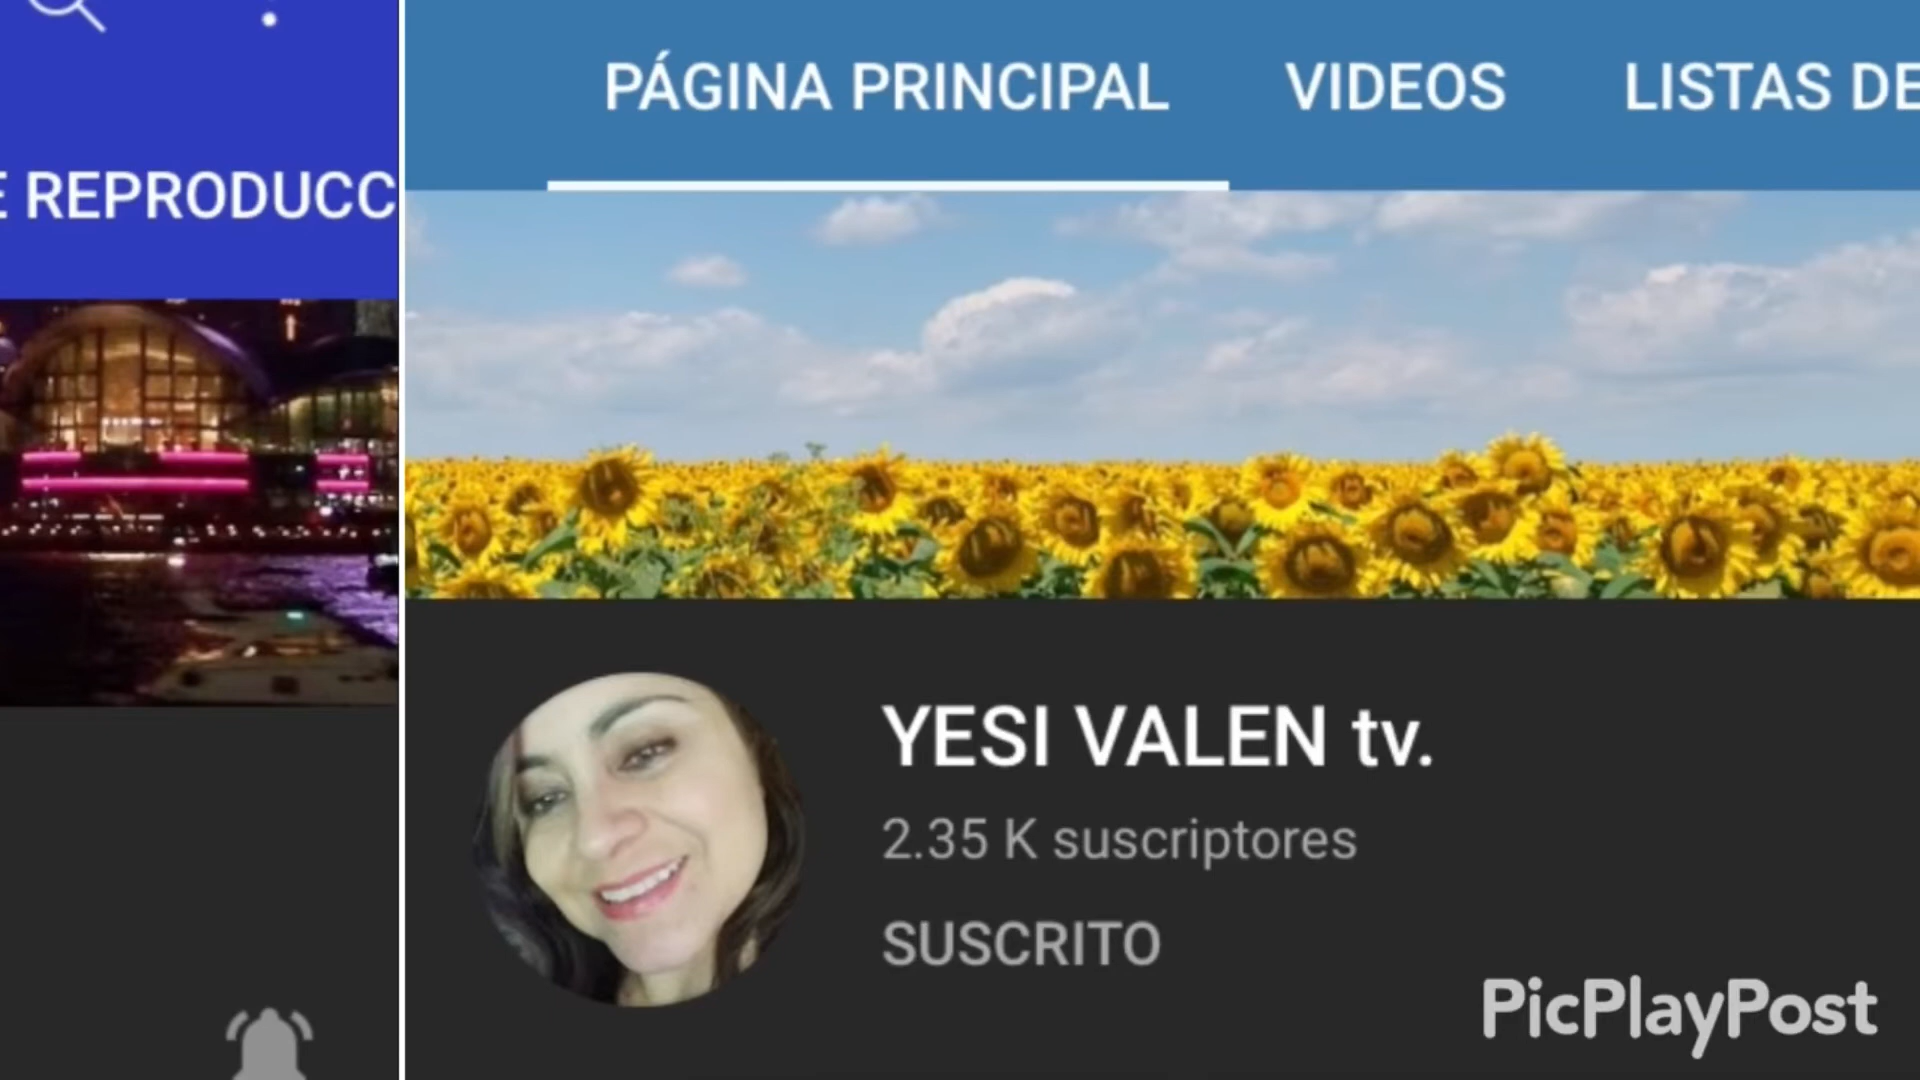 E REPRODUCC
PÁGINA PRINCIPAL VIDEOS LISTAS DE
YESI VALEN tv.
2.35 K suscriptores
SUSCRITO
PicPlayPost